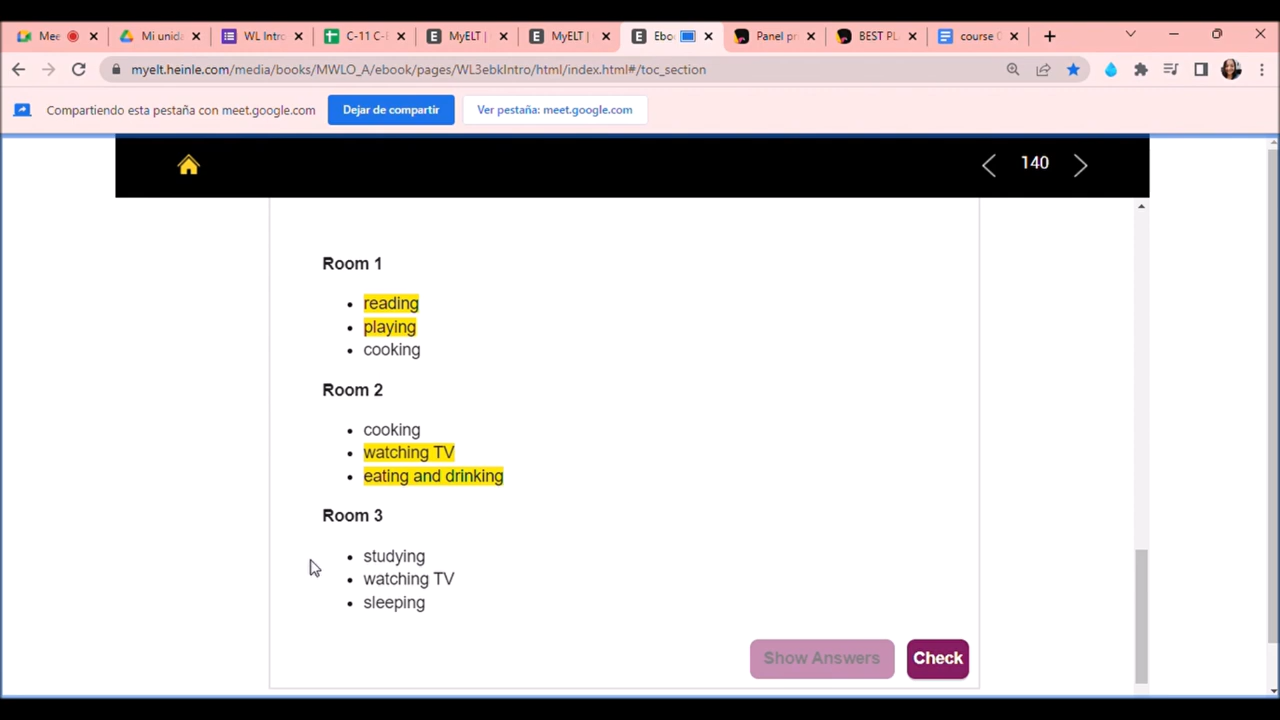 Mee
Mi unida
WL Intro
C-11 C-E
MyELT |
MyELT |
Ebo
Panel pr
BEST PL
course 0
myelt.heinle.com/media/books/MWLO_A/ebook/pages/WL3ebkIntro/html/index.html#/toc_section
Compartiendo esta pestaña con meet.google.com
Dejar de compartir
Ver pestaña: meet.google.com
140
Room 1
• reading
• playing
• cooking
Room 2
• cooking
• watching TV
• eating and drinking
Room 3
• studying
• watching TV
• sleeping
Show Answers
Check